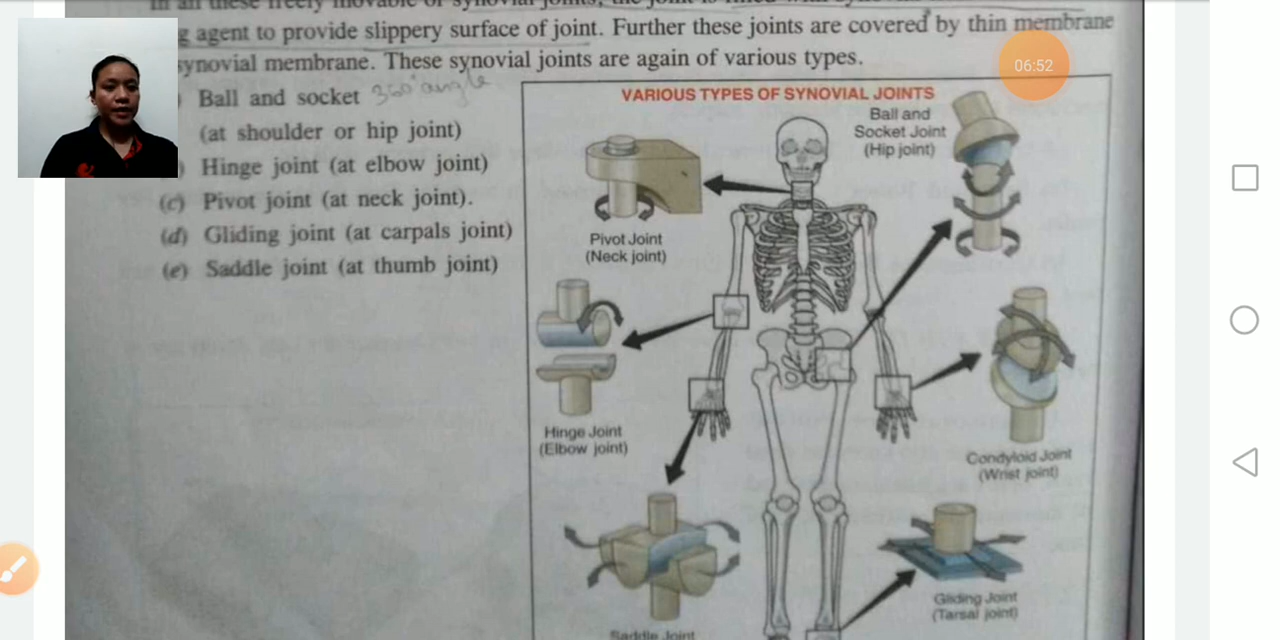 g agent to provide slippery surface of joint. Further these joints are covered by thin membrane
synovial membrane. These synovial joints are again of various types.
06:52
Ball and socket 360° angle
(at shoulder or hip joint)
) Hinge joint (at elbow joint)
(c) Pivot joint (at neck joint).
(d) Gliding joint (at carpals joint)
(e) Saddle joint (at thumb joint)
VARIOUS TYPES OF SYNOVIAL JOINTS
Ball and
Socket Joint
(Hip joint)
Pivot Joint
(Neck joint)
Hinge Joint
(Elbow joint)
Condyloid Joint
(Wrist joint)
Gliding Joint
(Tarsal joint)
Saddle Joint